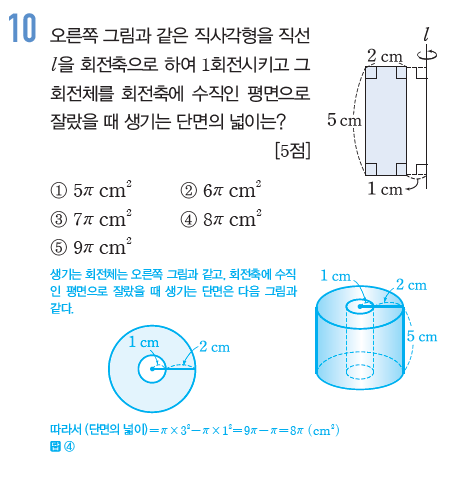 10 오른쪽 그림과 같은 직사각형을 직선
l을 회전축으로 하여 1회전시키고 그
회전체를 회전축에 수직인 평면으로
잘랐을 때 생기는 단면의 넓이는?
[5점]
l
2 cm
5 cm
1 cm
① 5π cm² ② 6π cm²
③ 7π cm² ④ 8π cm²
⑤ 9π cm²
생기는 회전체는 오른쪽 그림과 같고, 회전축에 수직
인 평면으로 잘랐을 때 생기는 단면은 다음 그림과
같다.
1 cm
2 cm
5 cm
1 cm
2 cm
따라서 (단면의 넓이)=π×3²-π×1²=9π-π=8π (cm²)
답 ④